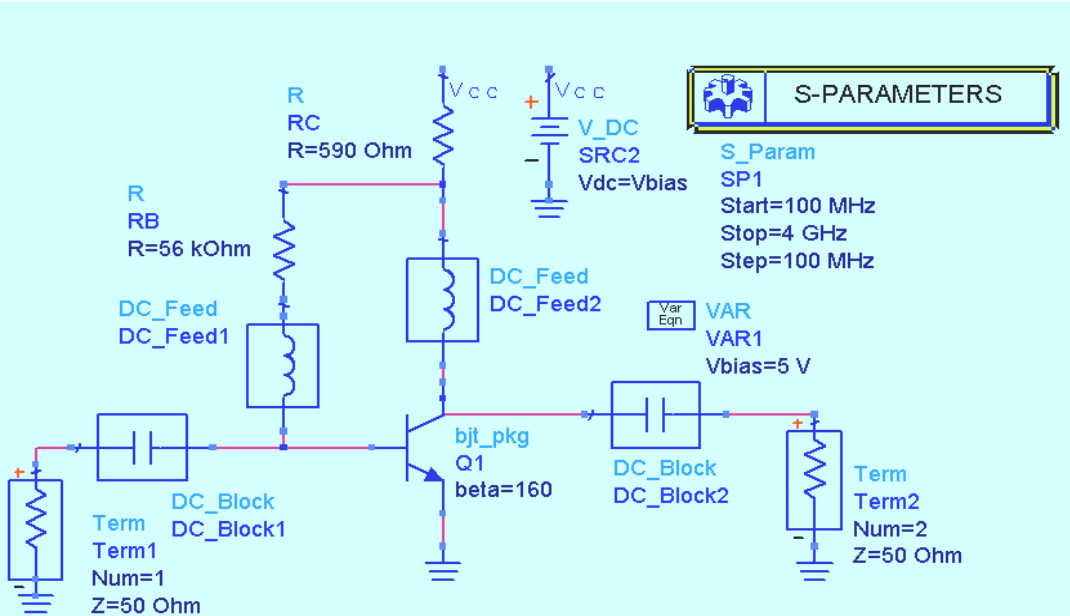 Vcc
Vcc
R
RC
R=590 Ohm
+
V_DC
SRC2
Vdc=Vbias
-
S-PARAMETERS
S_Param
SP1
Start=100 MHz
Stop=4 GHz
Step=100 MHz
R
RB
R=56 kOhm
DC_Feed
DC_Feed1
DC_Feed
DC_Feed2
Var
Eqn
VAR
VAR1
Vbias=5 V
bjt_pkg
Q1
beta=160
DC_Block
DC_Block1
DC_Block
DC_Block2
+
Term
Term1
Num=1
Z=50 Ohm
-
+
Term
Term2
Num=2
Z=50 Ohm
-